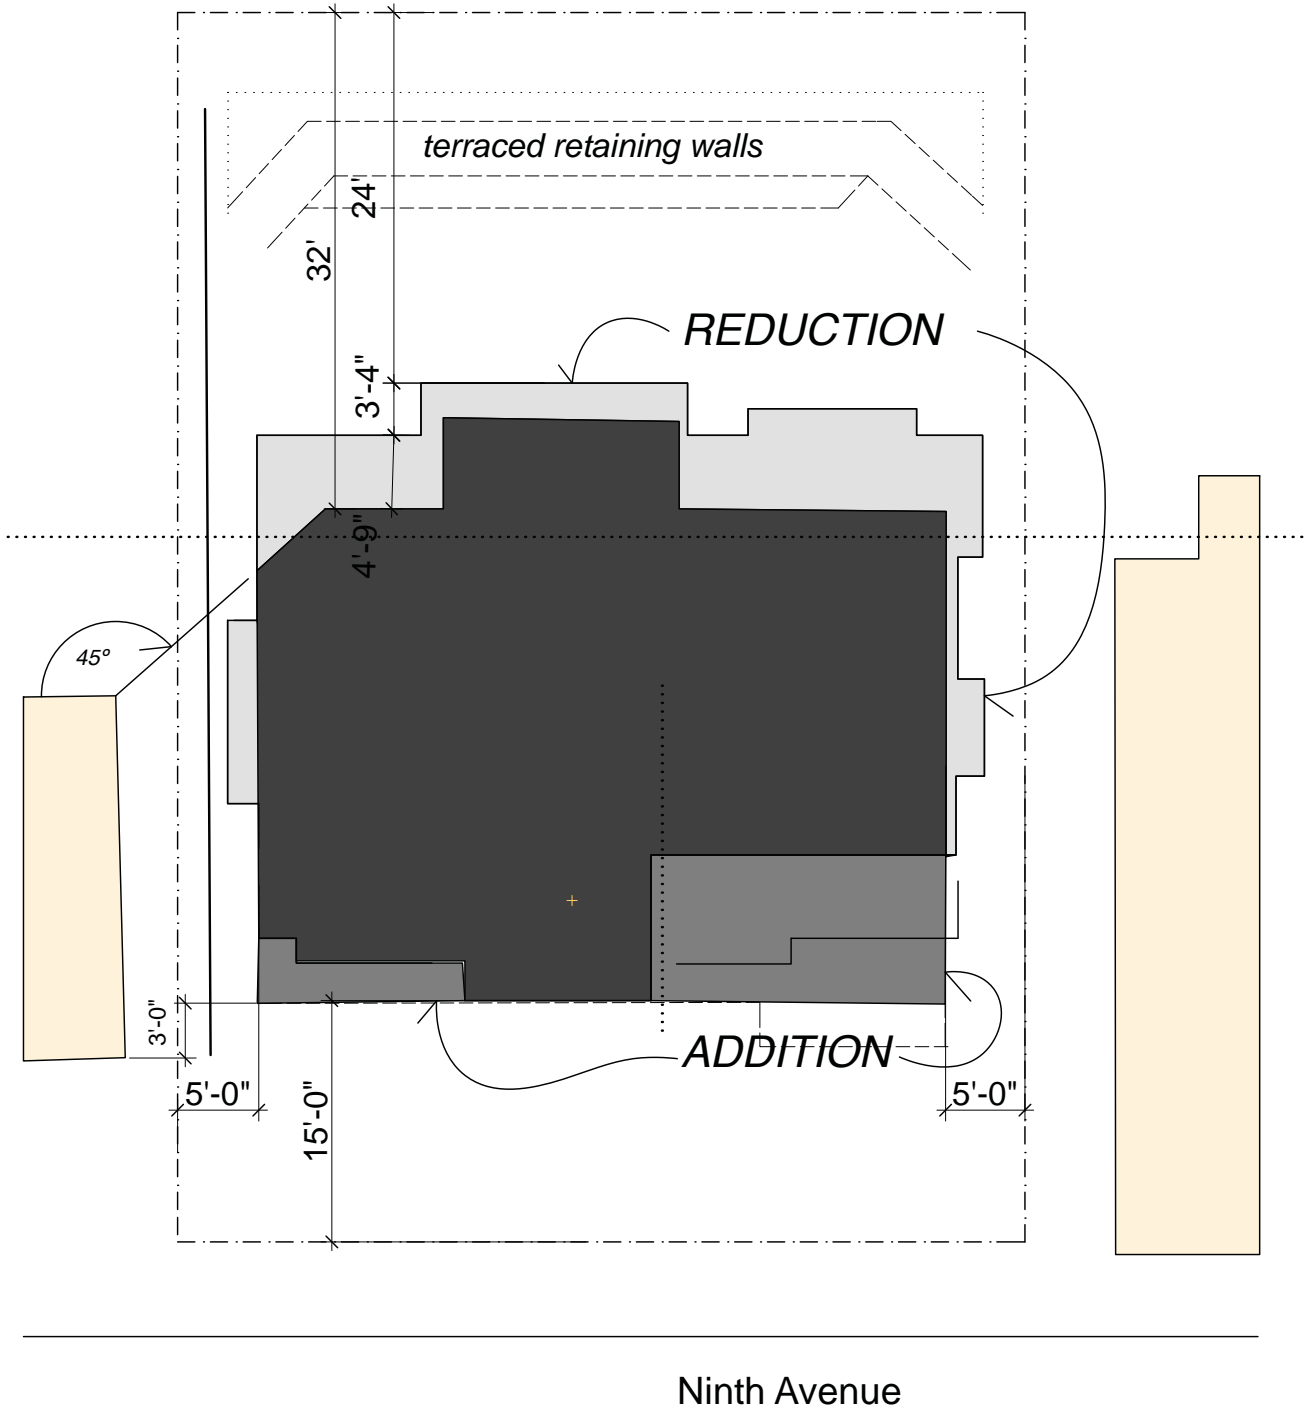 terraced retaining walls
24'
32'
REDUCTION
3'-4"
4'-9"
45º
3'-0"
ADDITION
5'-0"
15'-0"
5'-0"
Ninth Avenue